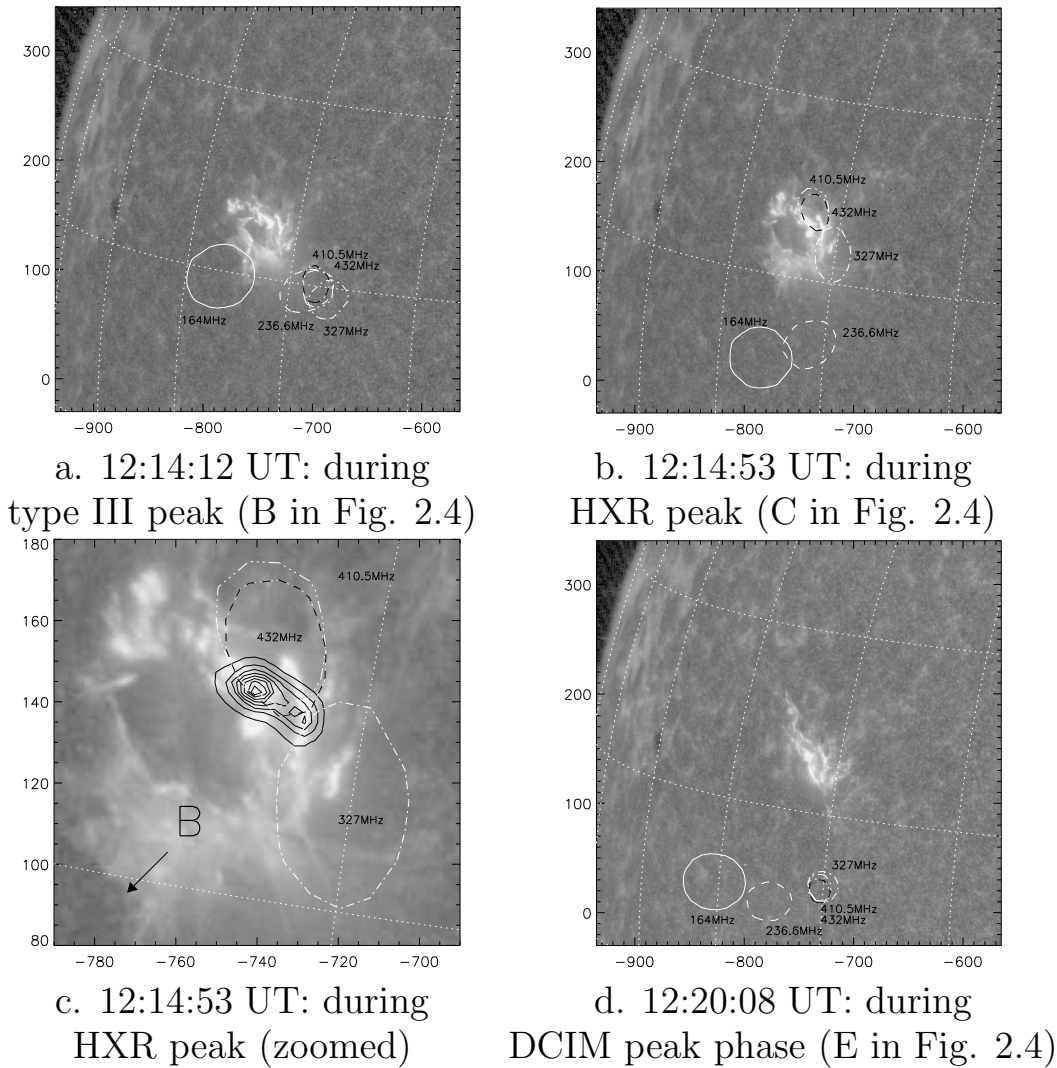 300
200
100
0
−900
−800
−700
−600
410.5MHz
432MHz
164MHz
236.6MHz
327MHz
a. 12:14:12 UT: during
type III peak (B in Fig. 2.4)
300
200
100
0
−900
−800
−700
−600
410.5MHz
432MHz
327MHz
164MHz
236.6MHz
b. 12:14:53 UT: during
HXR peak (C in Fig. 2.4)
180
160
140
120
100
80
−780
−760
−740
−720
−700
410.5MHz
432MHz
327MHz
B
c. 12:14:53 UT: during
HXR peak (zoomed)
300
200
100
0
−900
−800
−700
−600
327MHz
410.5MHz
432MHz
164MHz
236.6MHz
d. 12:20:08 UT: during
DCIM peak phase (E in Fig. 2.4)